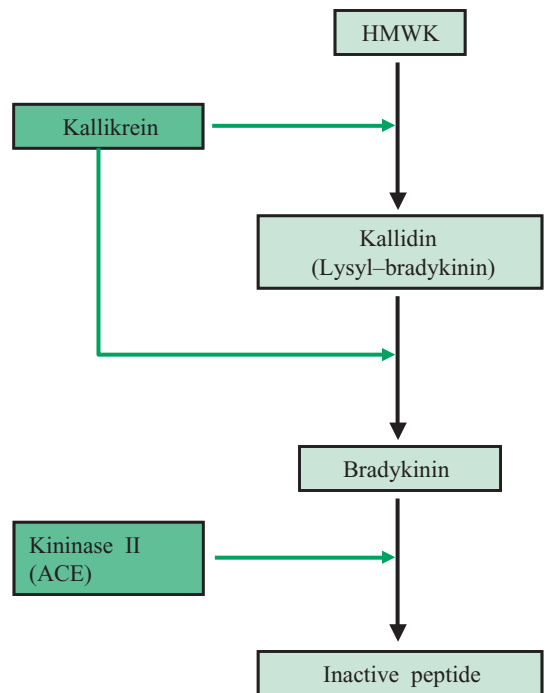 HMWK
Kallikrein
Kallidin
(Lysyl–bradykinin)
Bradykinin
Kininase II
(ACE)
Inactive peptide